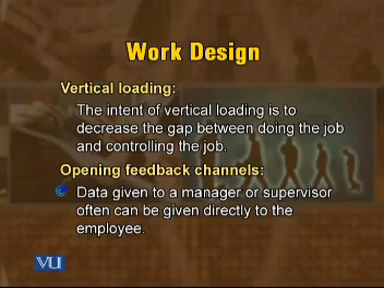 Work Design
Vertical loading:
The intent of vertical loading is to
decrease the gap between doing the job
and controlling the job.
Opening feedback channels:
Data given to a manager or supervisor
often can be given directly to the
employee.
VU